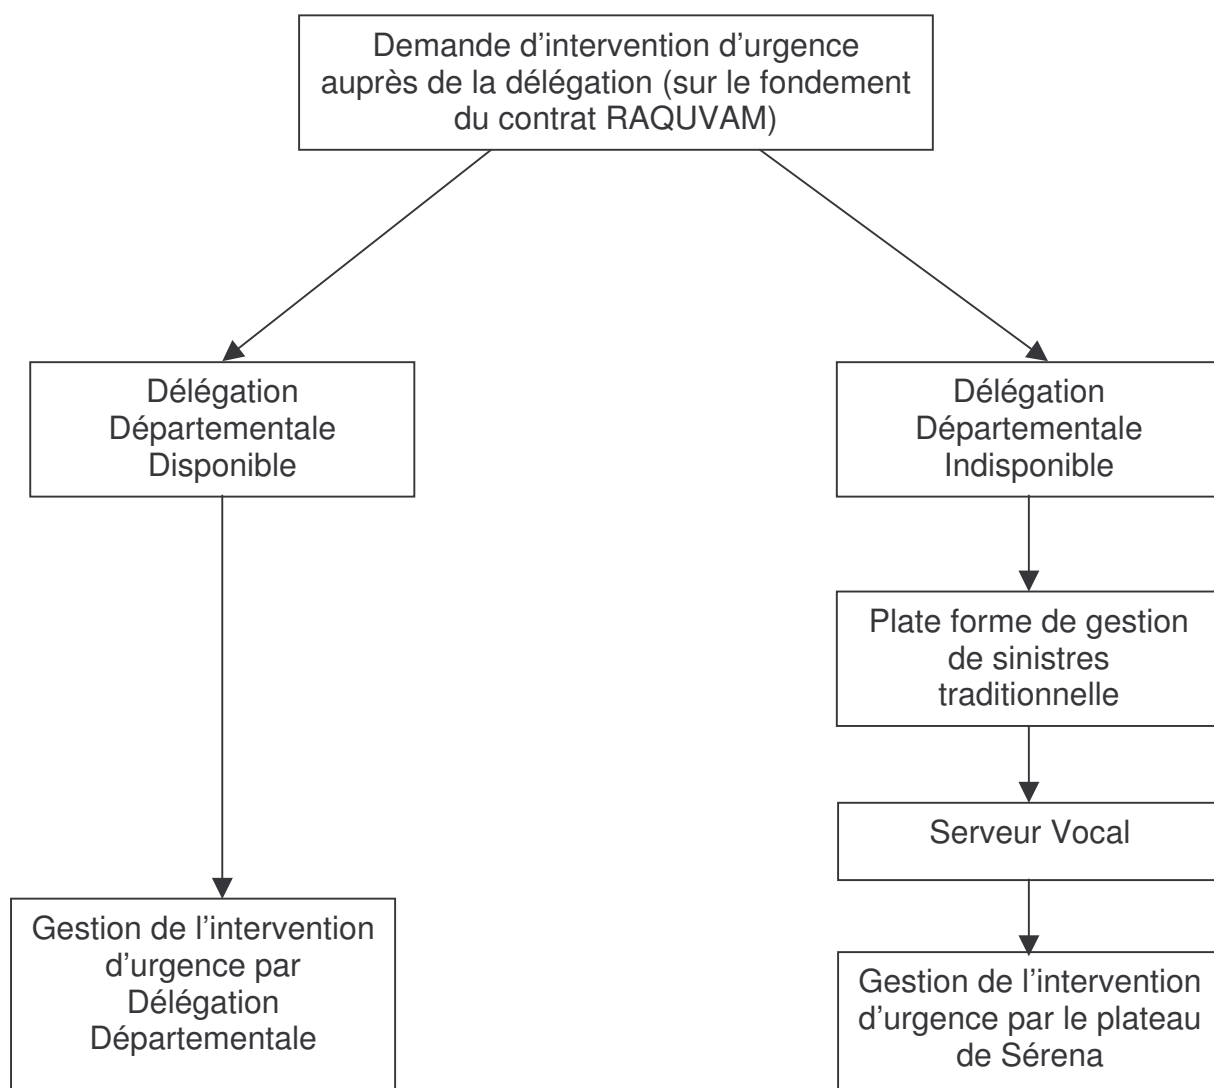 Demande d'intervention d'urgence
auprès de la délégation (sur le fondement
du contrat RAQUVAM)
Délégation
Départementale
Disponible
Délégation
Départementale
Indisponible
Plate forme de gestion
de sinistres
traditionnelle
Serveur Vocal
Gestion de l'intervention
d'urgence par
Délégation
Départementale
Gestion de l'intervention
d'urgence par le plateau
de Sérena